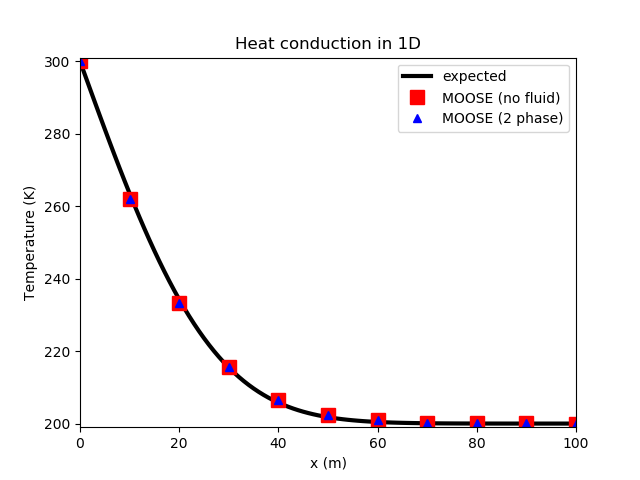 Heat conduction in 1D
300
280
260
240
220
200
Temperature (K)
expected
MOOSE (no fluid)
MOOSE (2 phase)
0
20
40
60
80
100
x (m)